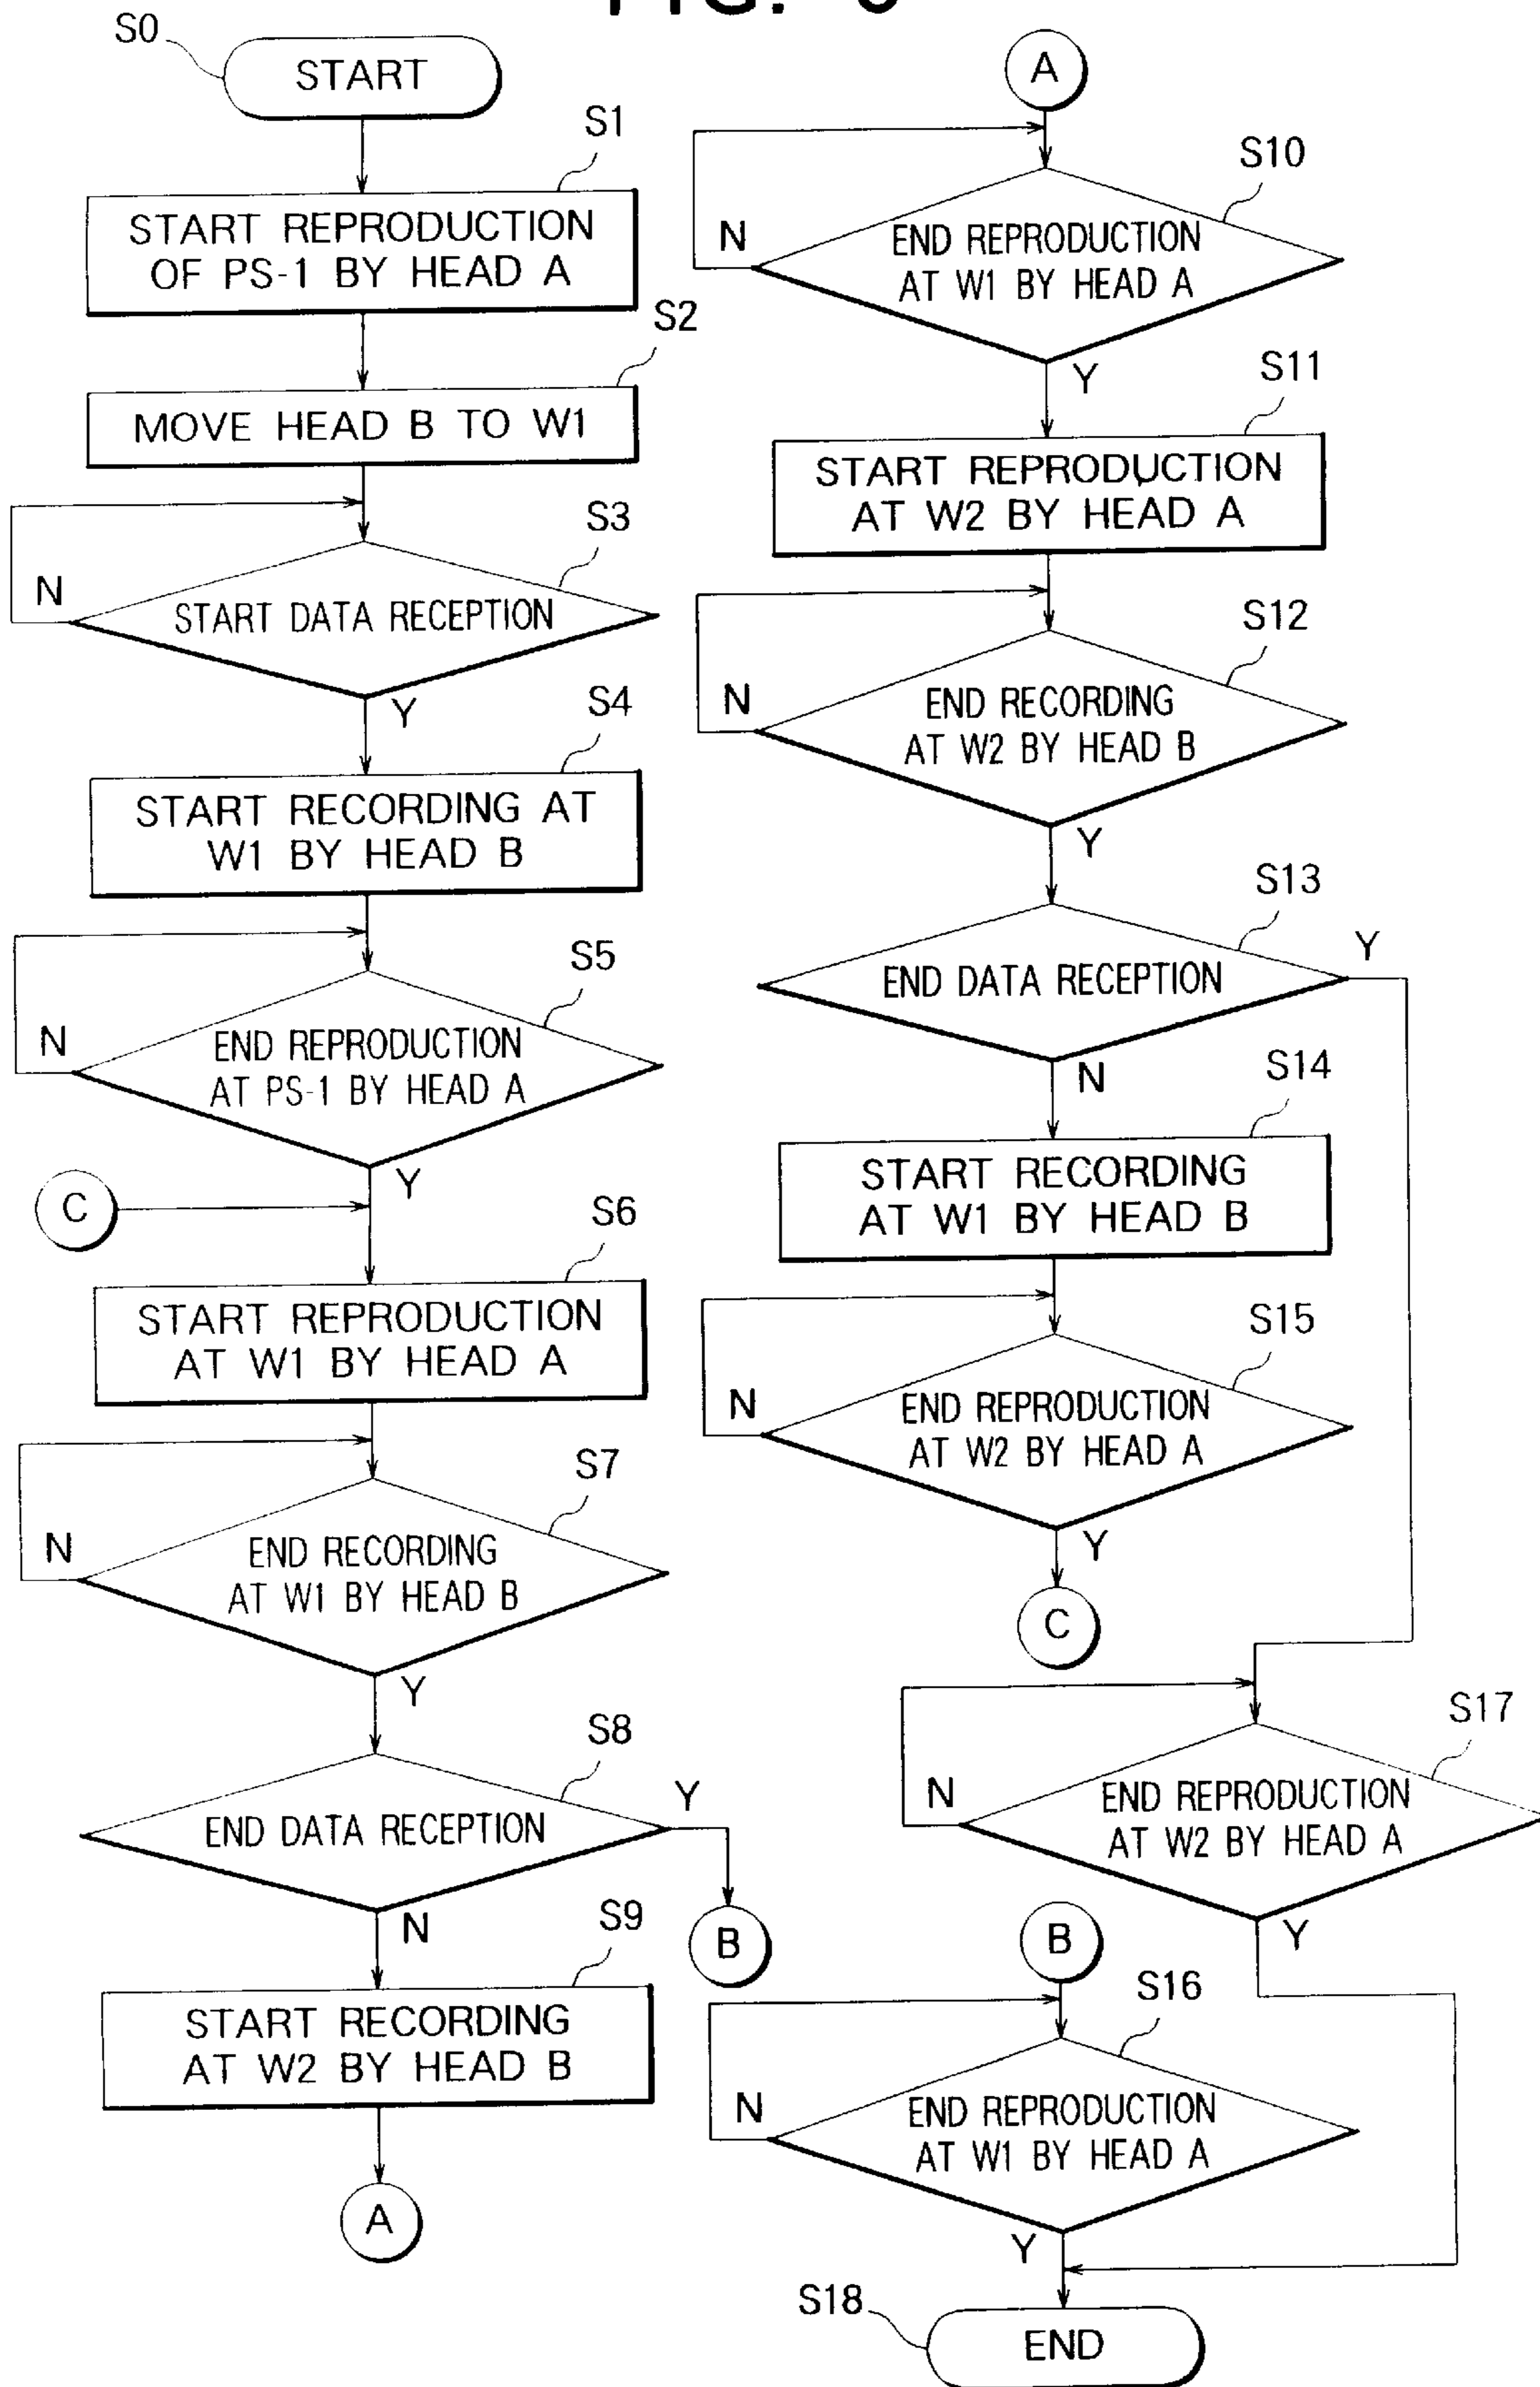 S0
START
S1
START REPRODUCTION
OF PS-1 BY HEAD A
S2
MOVE HEAD B TO W1
S3
N
START DATA RECEPTION
Y
S4
START RECORDING AT
W1 BY HEAD B
S5
N
END REPRODUCTION
AT PS-1 BY HEAD A
Y
C
S6
START REPRODUCTION
AT W1 BY HEAD A
S7
N
END RECORDING
AT W1 BY HEAD B
Y
S8
END DATA RECEPTION
Y
B
N
S9
START RECORDING
AT W2 BY HEAD B
A
A
S10
N
END REPRODUCTION
AT W1 BY HEAD A
Y
S11
START REPRODUCTION
AT W2 BY HEAD A
S12
N
END RECORDING
AT W2 BY HEAD B
Y
S13
Y
END DATA RECEPTION
N
S14
START RECORDING
AT W1 BY HEAD B
S15
N
END REPRODUCTION
AT W2 BY HEAD A
Y
C
S17
N
END REPRODUCTION
AT W2 BY HEAD A
Y
B
S16
N
END REPRODUCTION
AT W1 BY HEAD A
Y
S18
END